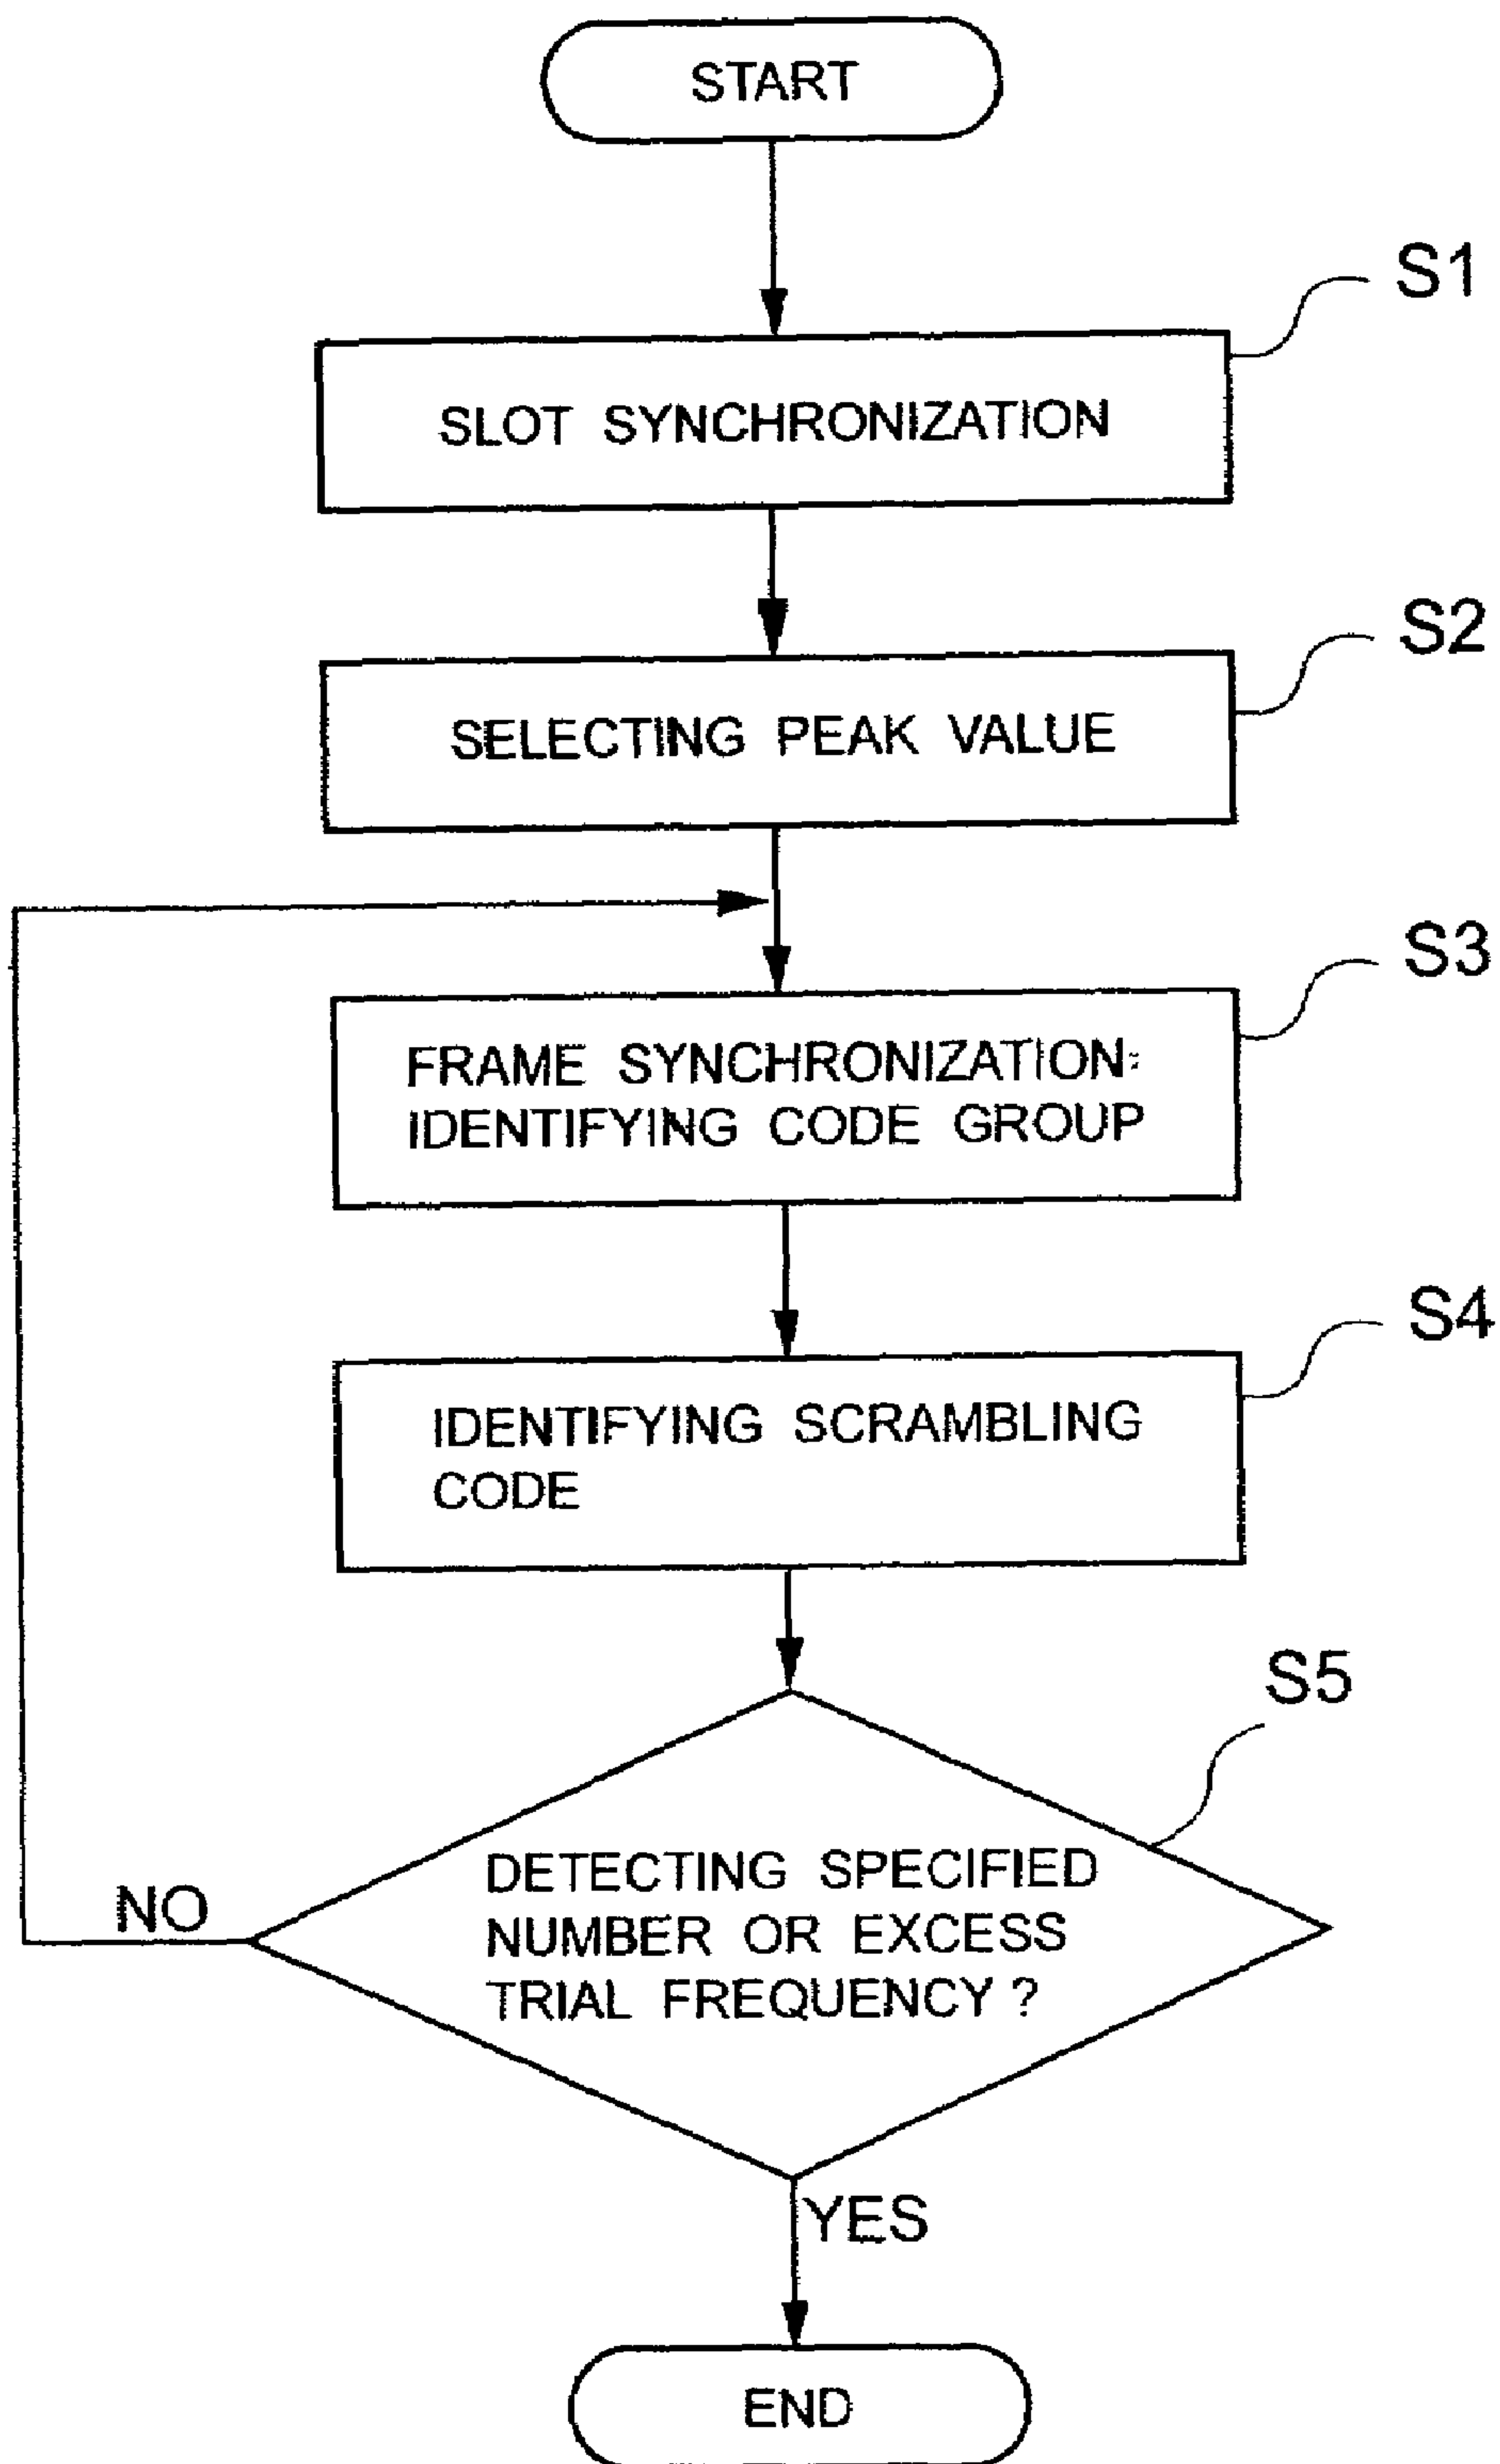 START
S1
SLOT SYNCHRONIZATION
S2
SELECTING PEAK VALUE
S3
FRAME SYNCHRONIZATION:
IDENTIFYING CODE GROUP
S4
IDENTIFYING SCRAMBLING
CODE
S5
DETECTING SPECIFIED
NUMBER OR EXCESS
TRIAL FREQUENCY ?
NO
YES
END